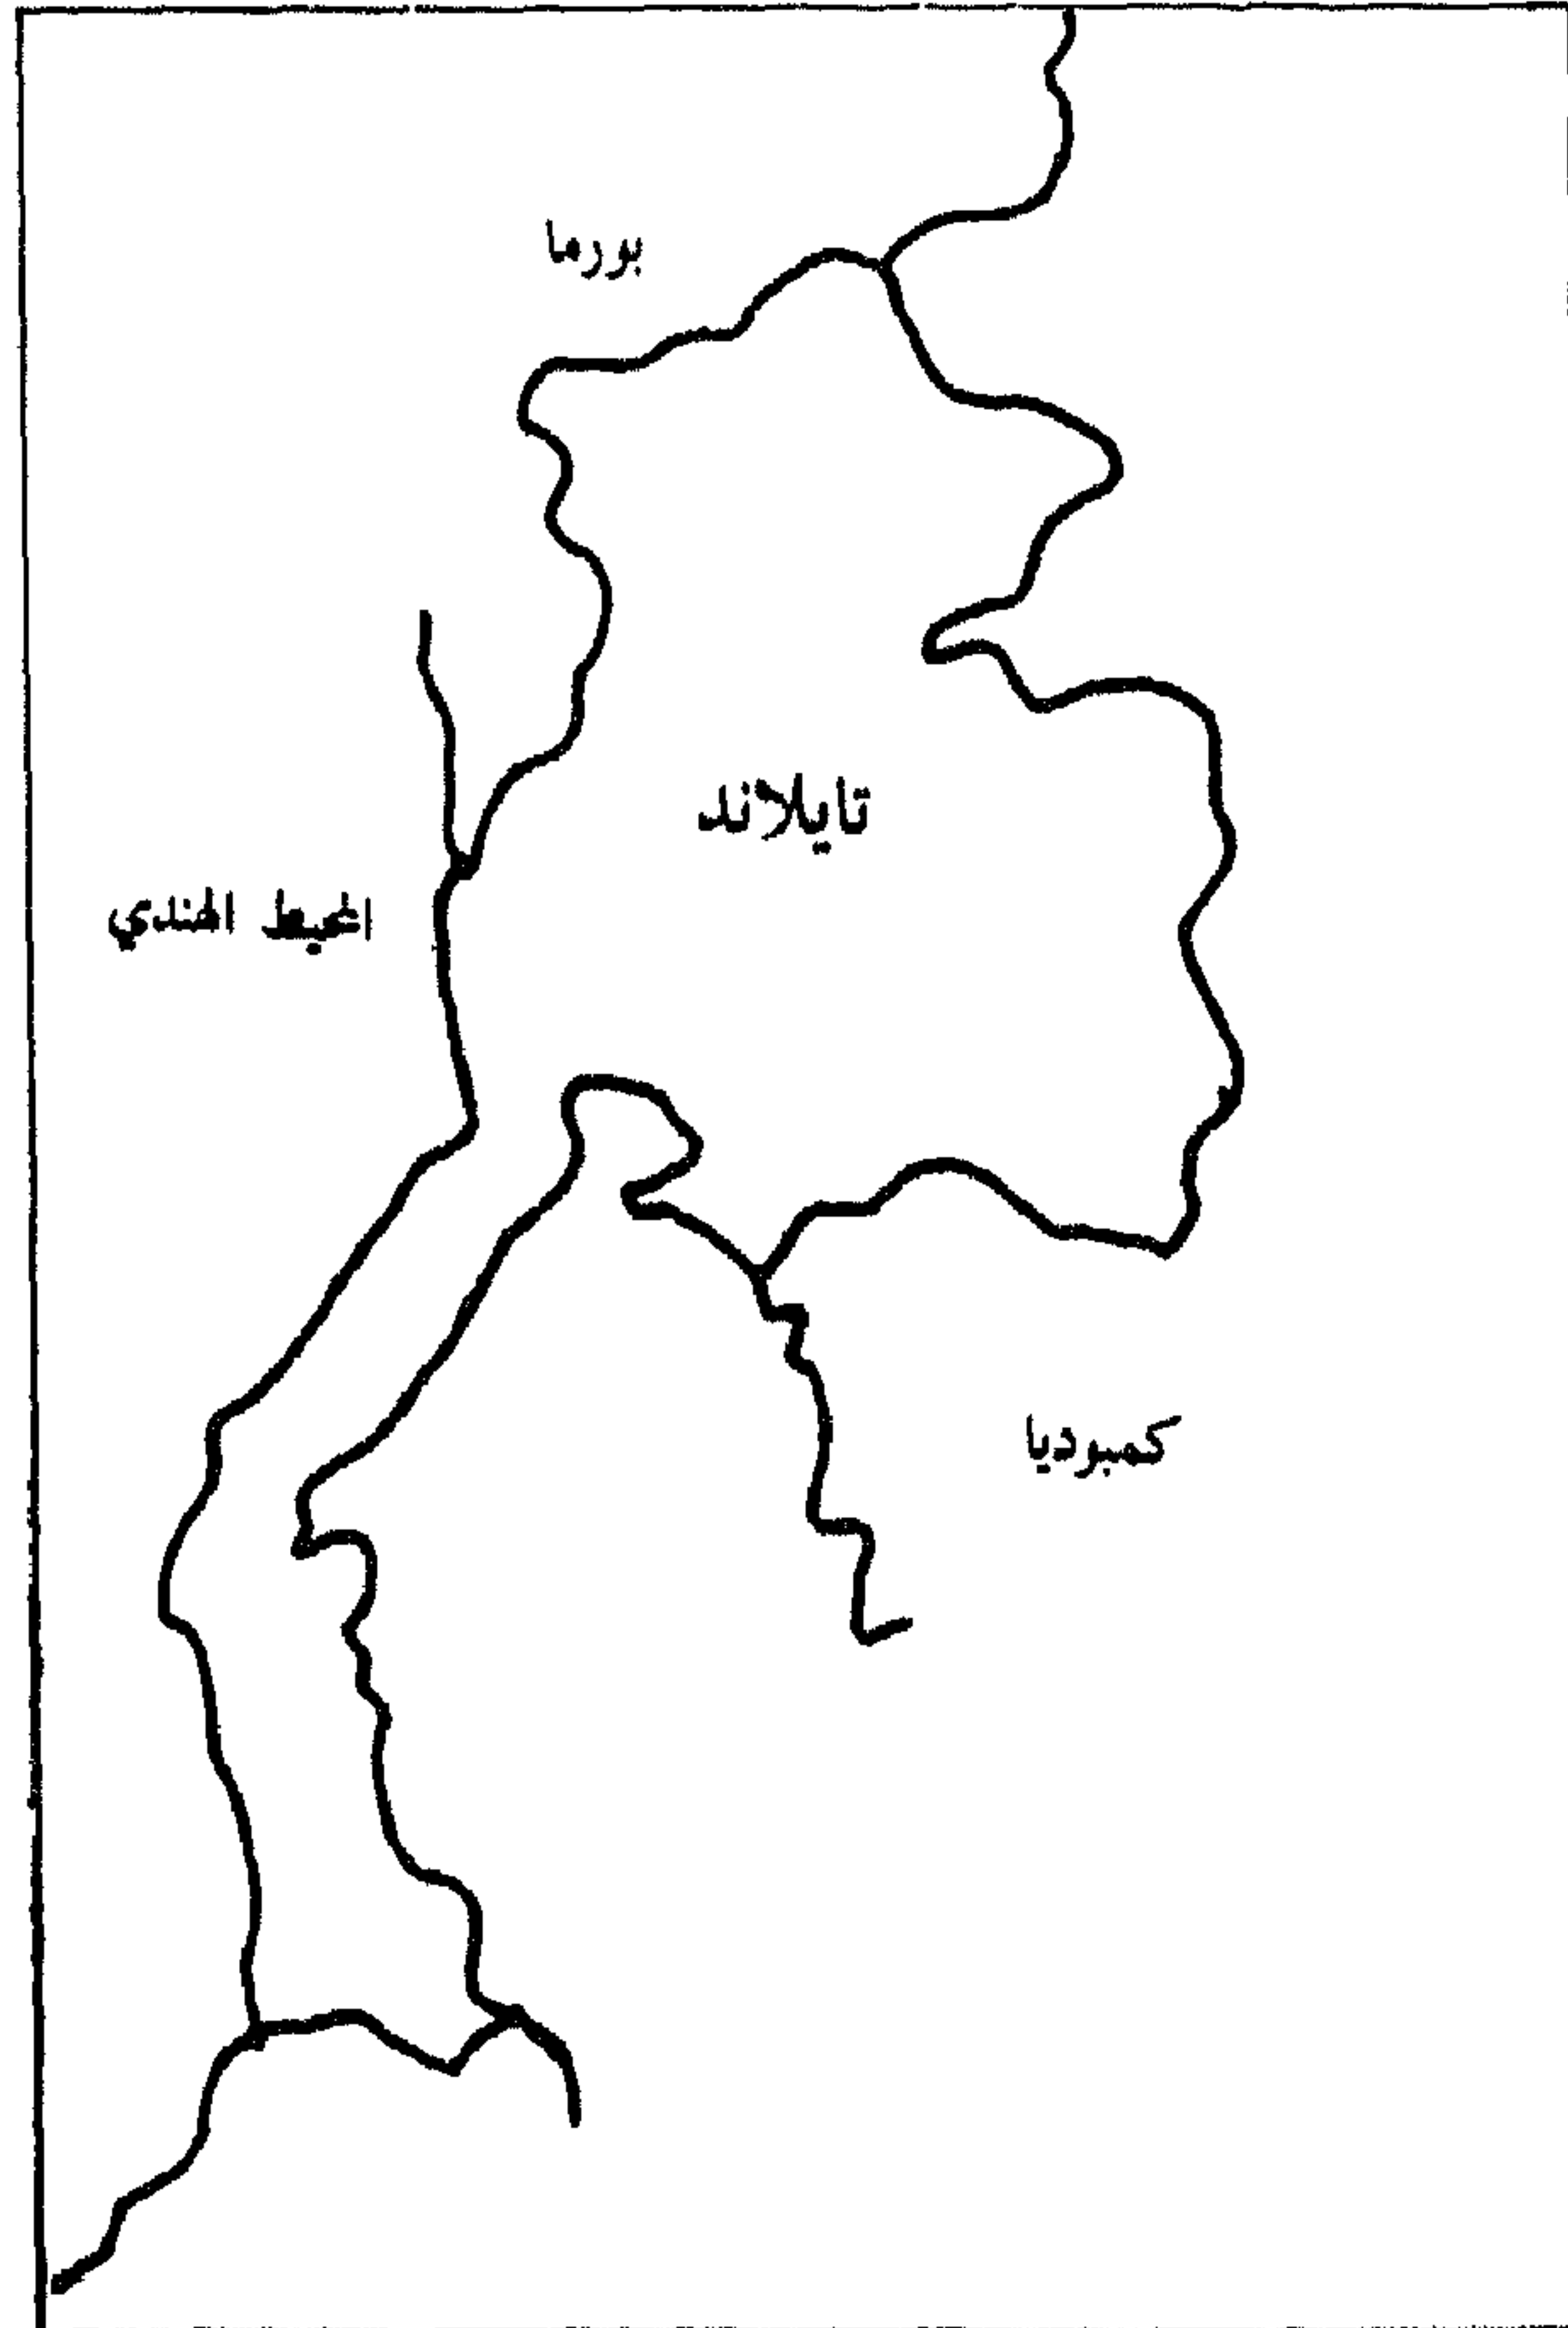 بورما
تايلاند
المحيط الهندي
كمبوديا